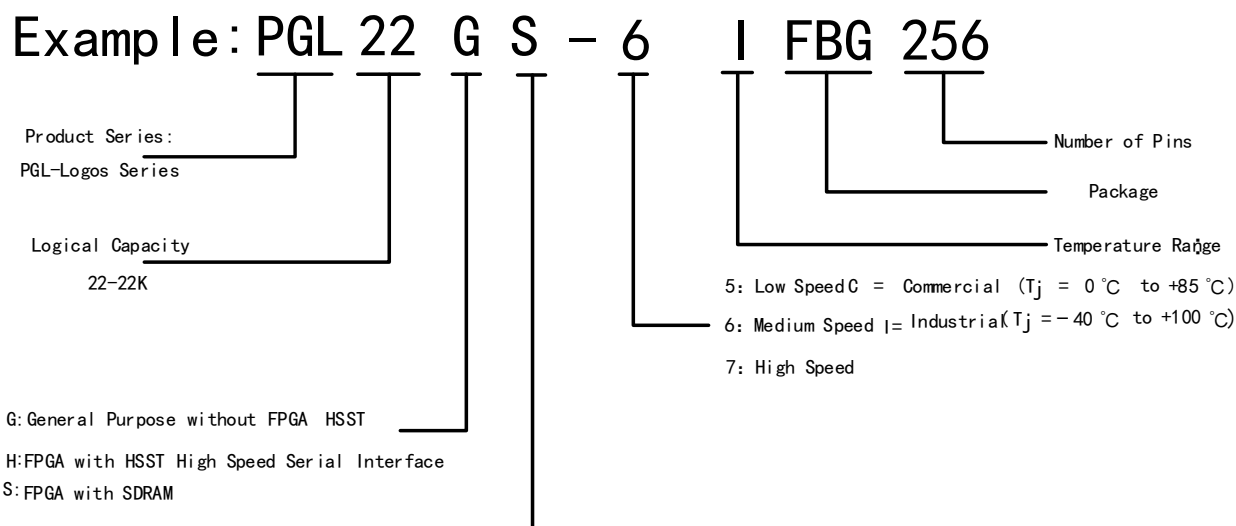 Example: PGL 22 G S - 6 I FBG 256
Product Series:
PGL-Logos Series
Number of Pins
Package
Logical Capacity
22-22K
Temperature Range:
5: Low Speed C = Commercial (Tj = 0 ℃ to +85 ℃)
6: Medium Speed I= Industrial( Tj =- 40 ℃ to +100 ℃)
7: High Speed
G: General Purpose without FPGA HSST
H:FPGA with HSST High Speed Serial Interface
S: FPGA with SDRAM